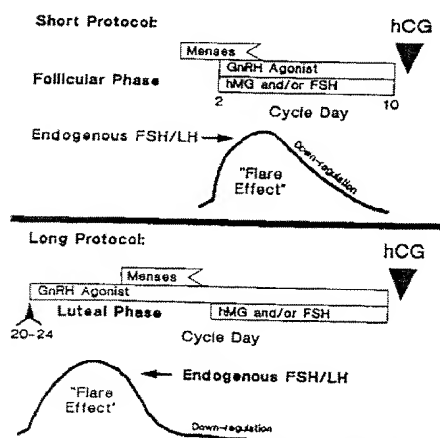 Short Protocol:
hCG
Menses
Follicular Phase
GnRH Agonist
hMG and/or FSH
2
10
Cycle Day
Endogenous FSH/LH
Down-regulation
"Flare
Effect"
Long Protocol:
hCG
Menses
GnRH Agonist
Luteal Phase
hMG and/or FSH
20-24
Cycle Day
Endogenous FSH/LH
"Flare
Effect"
Down-regulation